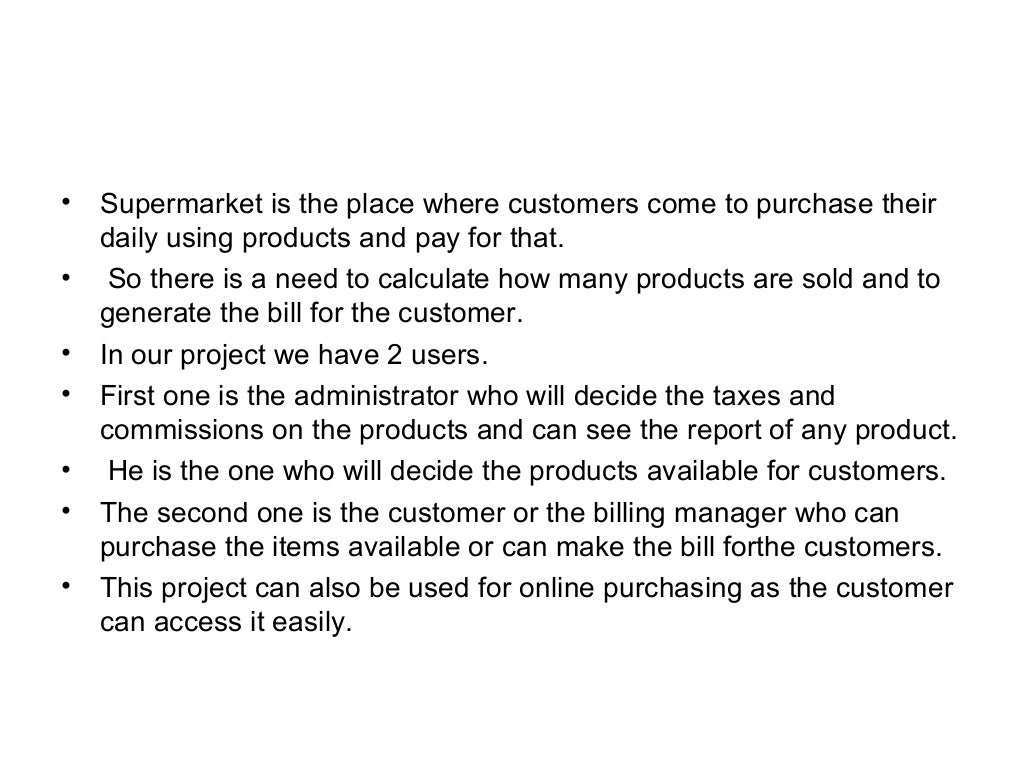 • Supermarket is the place where customers come to purchase their
daily using products and pay for that.
• So there is a need to calculate how many products are sold and to
generate the bill for the customer.
• In our project we have 2 users.
• First one is the administrator who will decide the taxes and
commissions on the products and can see the report of any product.
• He is the one who will decide the products available for customers.
• The second one is the customer or the billing manager who can
purchase the items available or can make the bill forthe customers.
• This project can also be used for online purchasing as the customer
can access it easily.